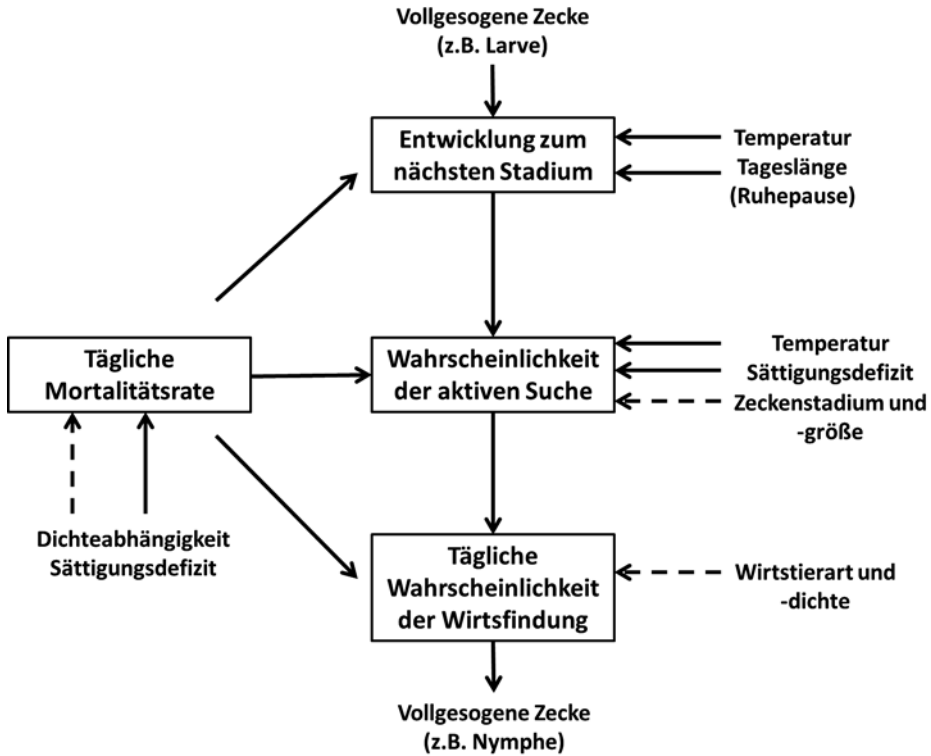 Vollgesogene Zecke
(z.B. Larve)
Entwicklung zum
nächsten Stadium
Temperatur
Tageslänge
(Ruhepause)
Tägliche
Mortalitätsrate
Wahrscheinlichkeit
der aktiven Suche
Temperatur
Sättigungsdefizit
Zeckenstadium und
-größe
Dichteabhängigkeit
Sättigungsdefizit
Tägliche
Wahrscheinlichkeit
der Wirtsfindung
Wirtstierart und
-dichte
Vollgesogene Zecke
(z.B. Nymphe)